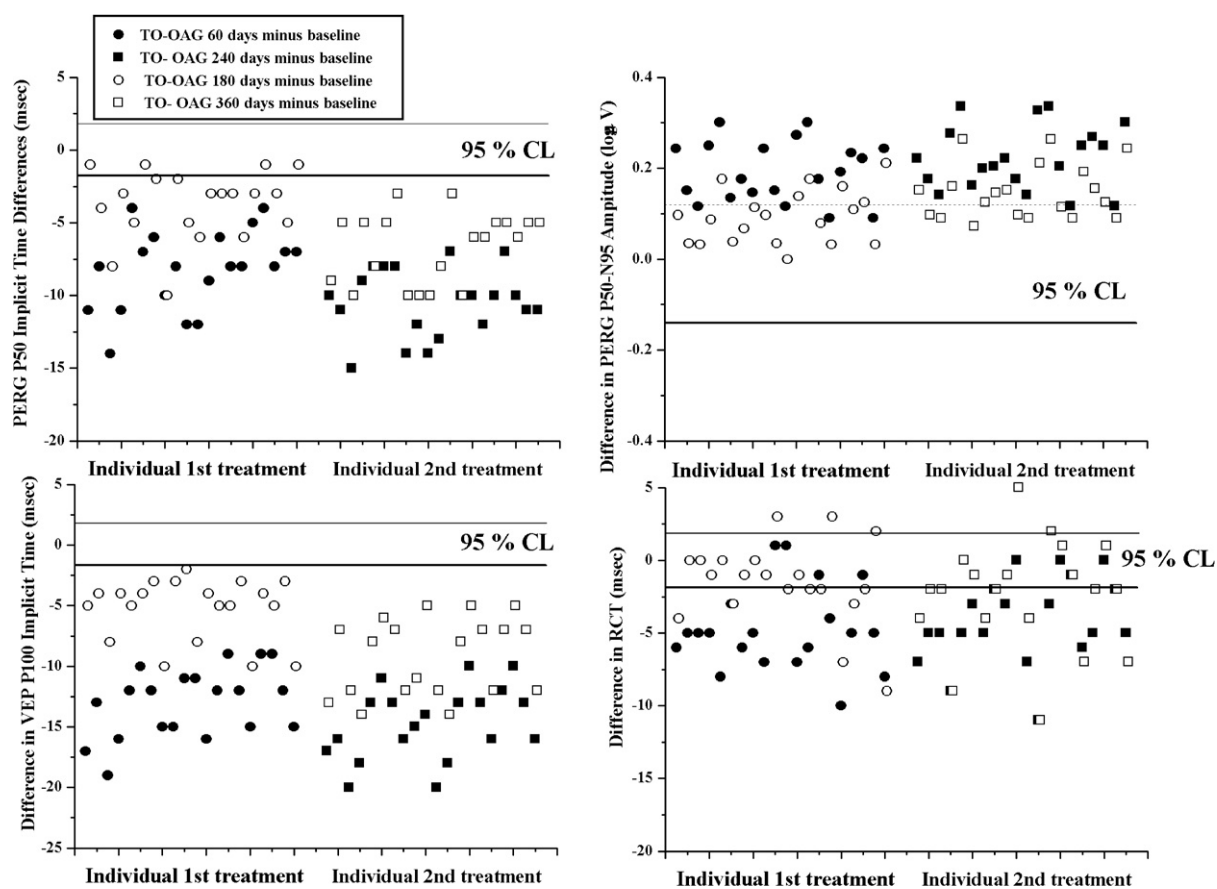 TO-OAG 60 days minus baseline
TO- OAG 240 days minus baseline
TO-OAG 180 days minus baseline
TO- OAG 360 days minus baseline
PERG P50 Implicit Time Differences (msec)
5
0
-5
-10
-15
-20
95 % CL
Individual 1st treatment
Individual 2nd treatment
Difference in PERG P50-N95 Ampitude (log V)
0.4
0.2
0.0
-0.2
0.4
95 % CL
Individual 1st treatment
Individual 2nd treatment
Difference in VEP P100 Implicit Time (msec)
5
0
-5
-10
-15
-20
-25
95 % CL
Individual 1st treatment
Individual 2nd treatment
Difference in RCT (msec)
5
0
-5
-10
-15
-20
95 % CL
Individual 1st treatment
Individual 2nd treatment